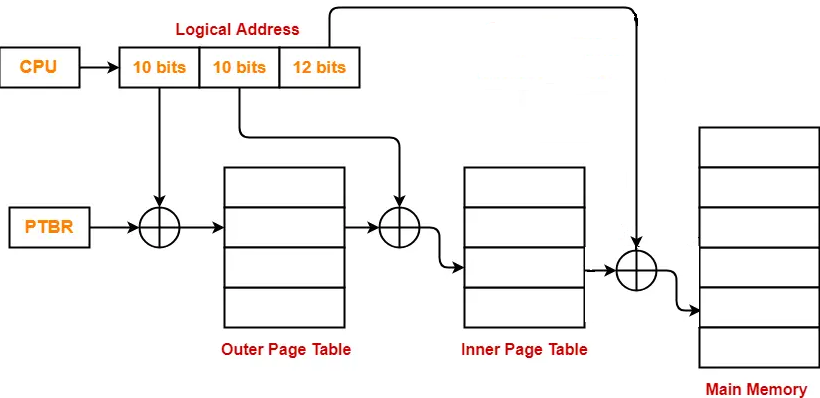 Logical Address
CPU
10 bits
10 bits
12 bits
PTBR
Outer Page Table
Inner Page Table
Main Memory